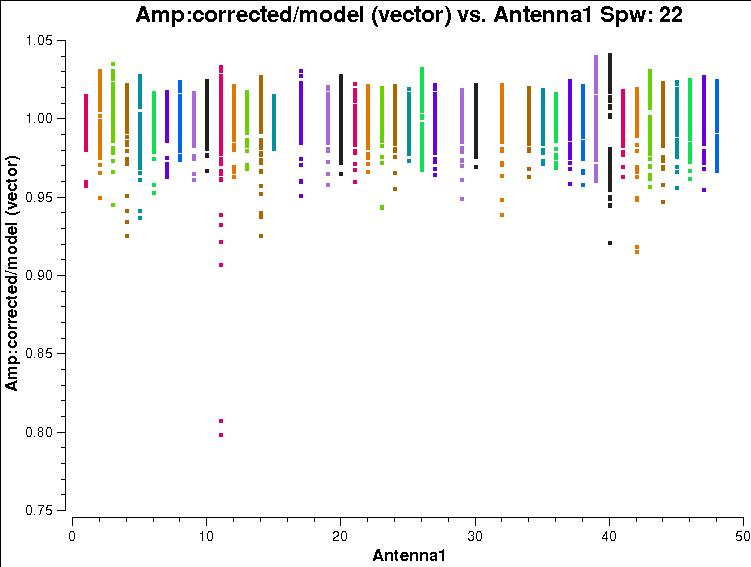 Amp:corrected/model (vector) vs. Antenna1 Spw: 22
Amp:corrected/model (vector)
1.05
1.00
0.95
0.90
0.85
0.80
0.75
0 10 20 30 40 50
Antenna1